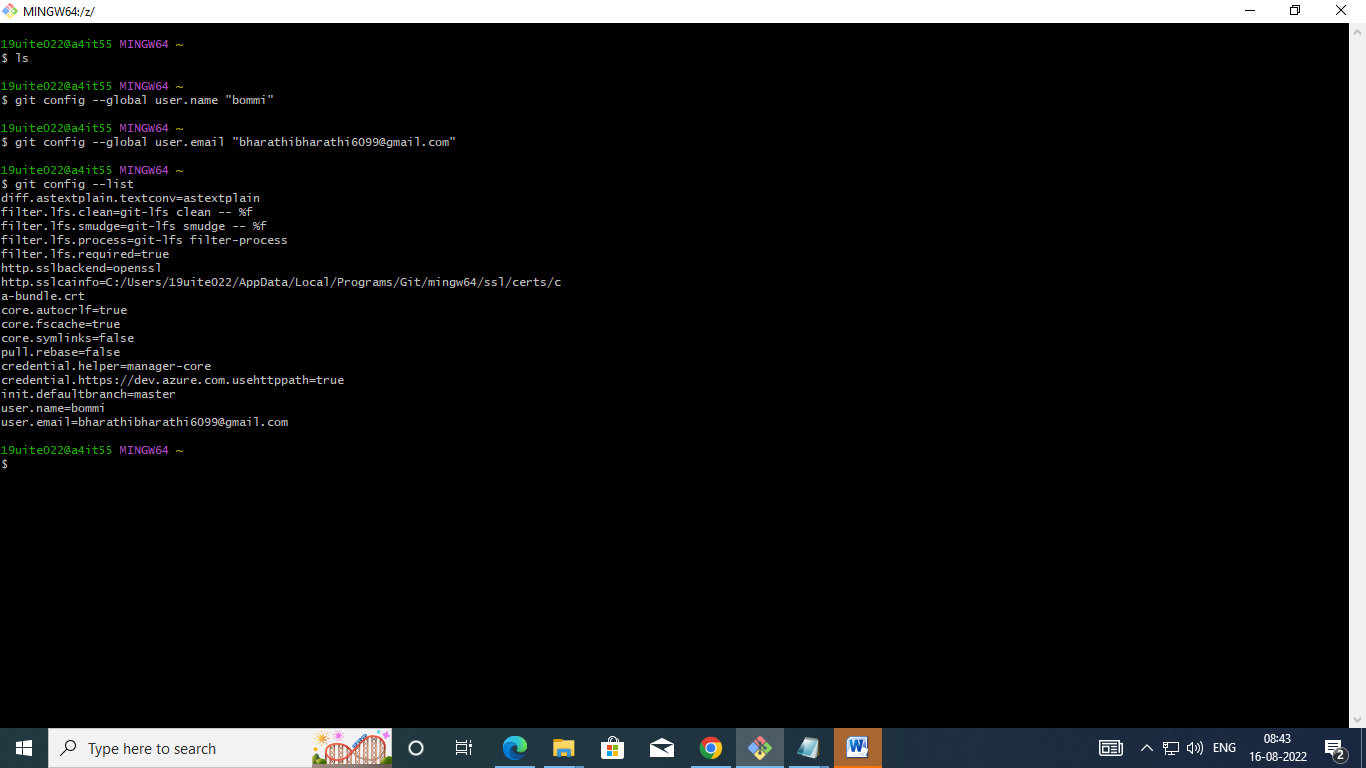 MINGW64:/z/
19uite022@a4it55 MINGW64 ~
$ ls
19uite022@a4it55 MINGW64 ~
$ git config --global user.name "bommi"
19uite022@a4it55 MINGW64 ~
$ git config --global user.email "bharathibharathi6099@gmail.com"
19uite022@a4it55 MINGW64 ~
$ git config --list
diff.astextplain.textconv=astextplain
filter.lfs.clean=git-lfs clean -- %f
filter.lfs.smudge=git-lfs smudge -- %f
filter.lfs.process=git-lfs filter-process
filter.lfs.required=true
http.sslbackend=openssl
http.sslcainfo=C:/Users/19uite022/AppData/Local/Programs/Git/mingw64/ssl/certs/c
a-bundle.crt
core.autocrlf=true
core.fscache=true
core.symlinks=false
pull.rebase=false
credential.helper=manager-core
credential.https://dev.azure.com.usehttppath=true
init.defaultbranch=master
user.name=bommi
user.email=bharathibharathi6099@gmail.com
19uite022@a4it55 MINGW64 ~
$
Type here to search
W
ENG
08:43
16-08-2022
2